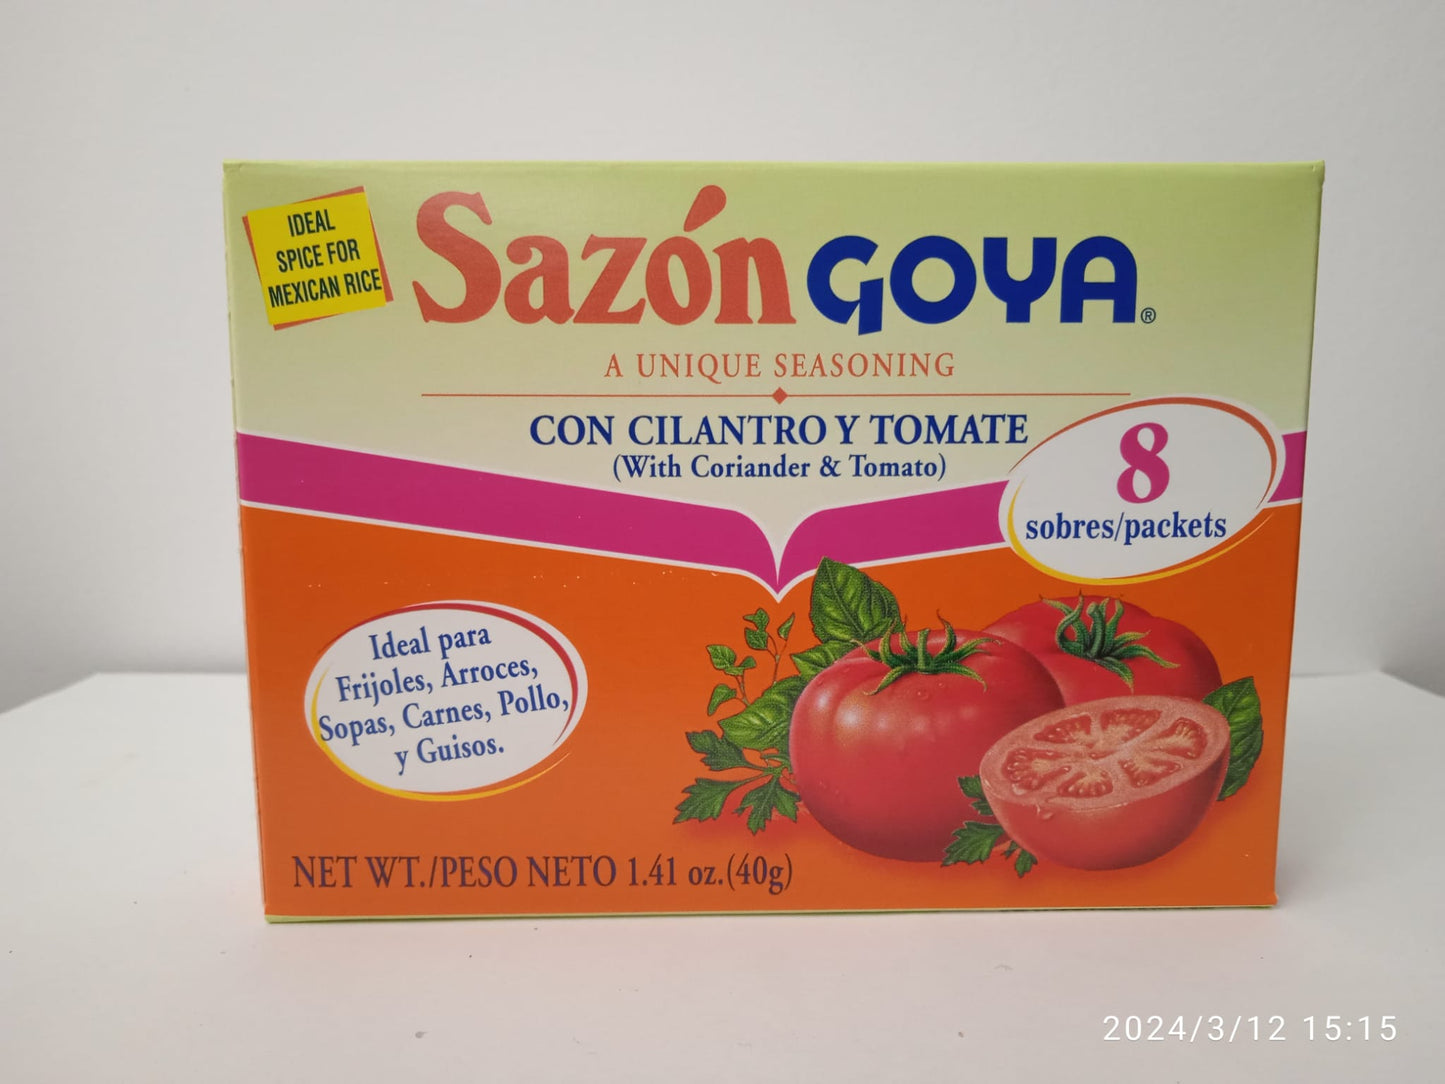 IDEAL
SPICE FOR
MEXICAN RICE
Sazón GOYA®
A UNIQUE SEASONING
CON CILANTRO Y TOMATE
(With Coriander & Tomato)
8
sobres/packets
Ideal para
Frijoles, Arroces,
Sopas, Carnes, Pollo,
y Guisos.
NET WT./PESO NETO 1.41 oz.(40g)
2024/3/12 15:15